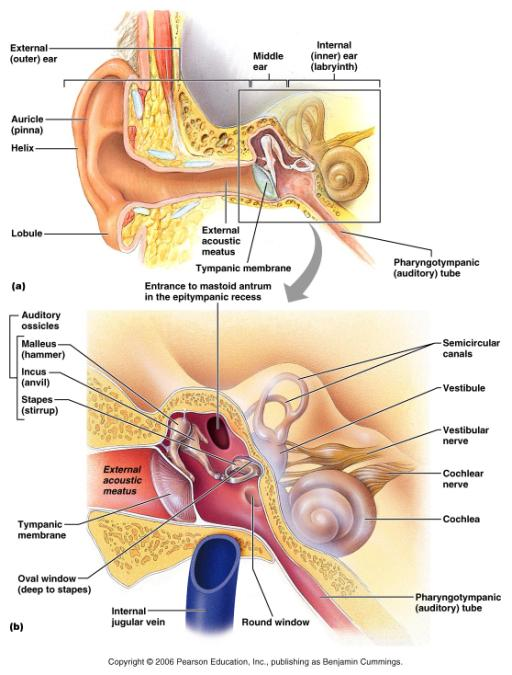 External
(outer) ear
Middle
ear
Internal
(inner) ear
(labryinth)
Auricle
(pinna)
Helix
Lobule
External
acoustic
meatus
Tympanic membrane
Pharyngotympanic
(auditory) tube
(a)
Entrance to mastoid antrum
in the epitympanic recess
Auditory
ossicles
Malleus
(hammer)
Incus
(anvil)
Stapes
(stirrup)
External
acoustic
meatus
Tympanic
membrane
Oval window
(deep to stapes)
Internal
jugular vein
Round window
Semicircular
canals
Vestibule
Vestibular
nerve
Cochlear
nerve
Cochlea
Pharyngotympanic
(auditory) tube
(b)
Copyright © 2006 Pearson Education, Inc., publishing as Benjamin Cummings.